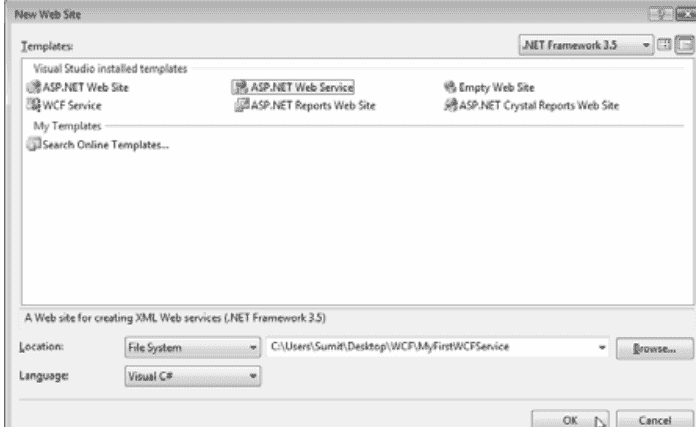 New Web Site
Templates:
.NET Framework 3.5
Visual Studio installed templates
ASP.NET Web Site
ASP.NET Web Service
Empty Web Site
WCF Service
ASP.NET Reports Web Site
ASP.NET Crystal Reports Web Site
My Templates
Search Online Templates...
A Web site for creating XML Web services (.NET Framework 3.5)
Location:
File System
C:\Users\Sumit\Desktop\WCF\MyFirstWCFService
Browse...
Language:
Visual C#
OK
Cancel